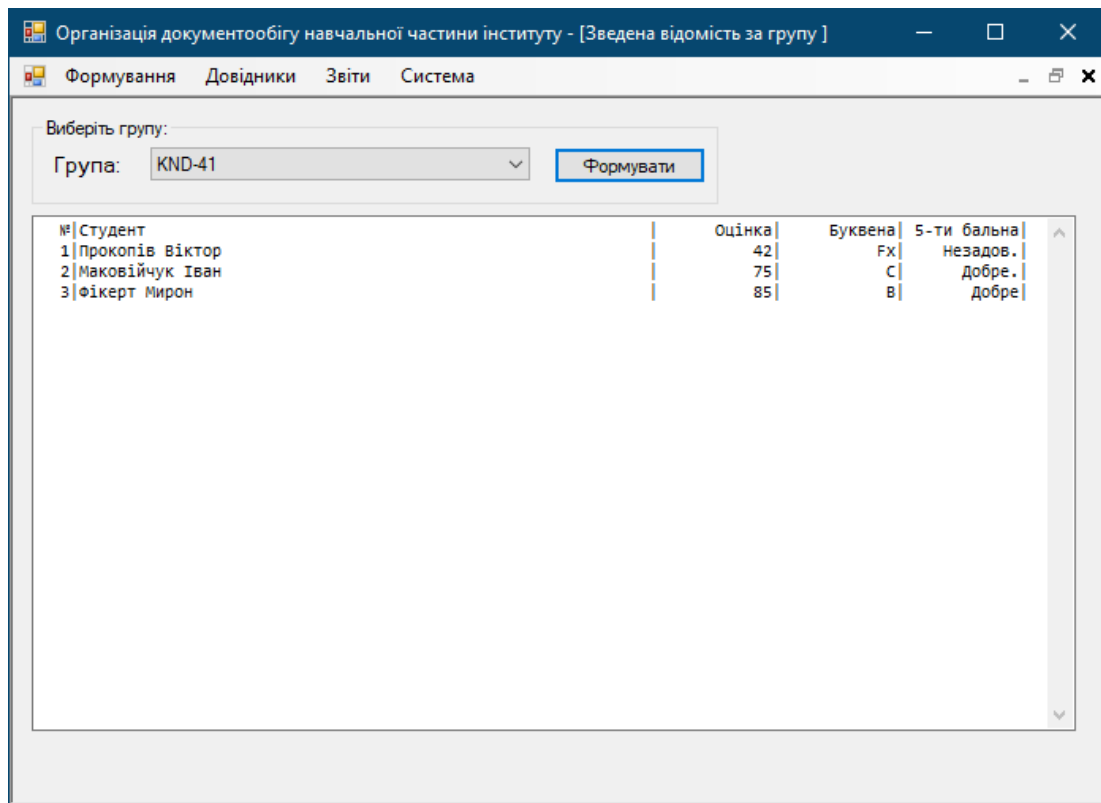 Організація документообігу навчальної частини інституту - [Зведена відомість за групу ]
Формування Довідники Звіти Система
Виберіть групу:
Група: KND-41 Формувати
№|Студент | Оцінка| Буквена| 5-ти бальна|
1|Прокопів Віктор | 42| Fx| Незадов.|
2|Маковійчук Іван | 75| C| Добре.|
3|Фікерт Мирон | 85| B| Добре|